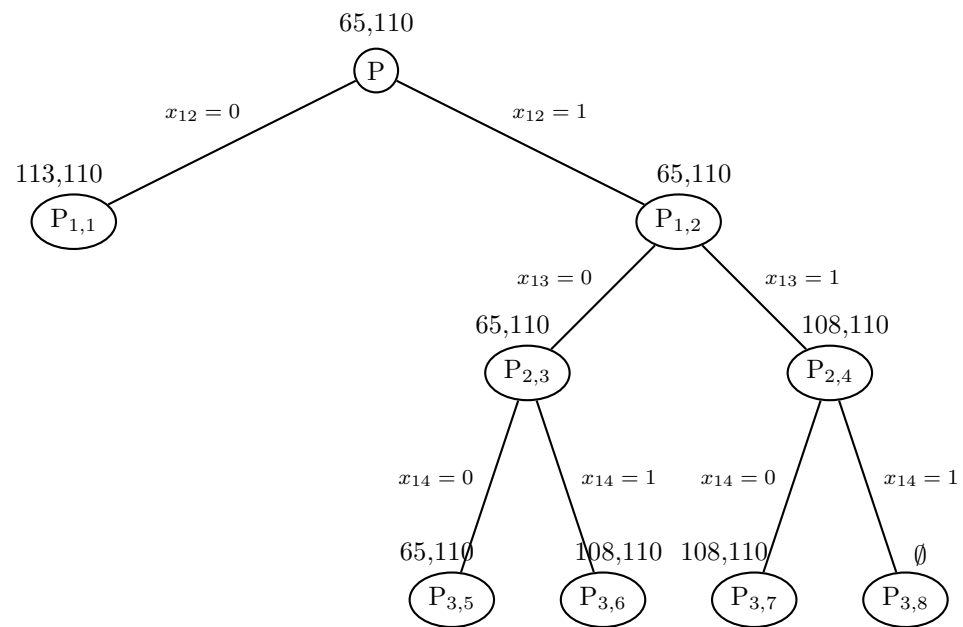 65,110
P
x₁₂ = 0
x₁₂ = 1
113,110
65,110
P₁,₁
P₁,₂
x₁₃ = 0
x₁₃ = 1
65,110
108,110
P₂,₃
P₂,₄
x₁₄ = 0
x₁₄ = 1
x₁₄ = 0
x₁₄ = 1
65,110
108,110
108,110
∅
P₃,₅
P₃,₆
P₃,₇
P₃,₈